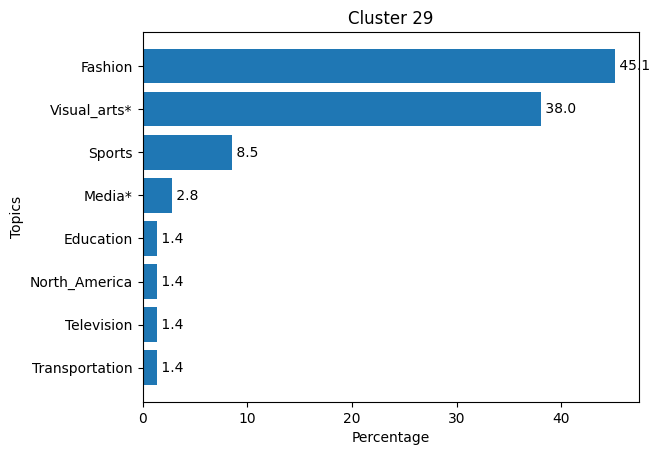 Cluster 29
Topics
Fashion 45.1
Visual_arts* 38.0
Sports 8.5
Media* 2.8
Education 1.4
North_America 1.4
Television 1.4
Transportation 1.4
0 10 20 30 40
Percentage